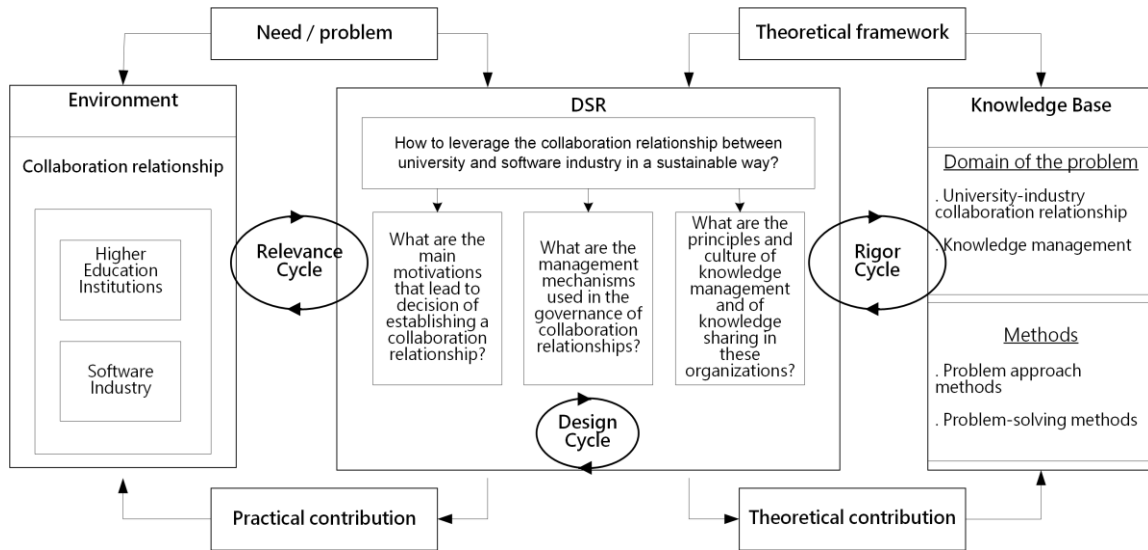 Need / problem
Theoretical framework
Environment
Collaboration relationship
Higher
Education
Institutions
Software
Industry
Relevance
Cycle
DSR
How to leverage the collaboration relationship between
university and software industry in a sustainable way?
What are the
main
motivations
that lead to
decision of
establishing a
collaboration
relationship?
What are the
management
mechanisms
used in the
governance of
collaboration
relationships?
What are the
principles and
culture of
knowledge
management
and of
knowledge
sharing in
these
organizations?
Design
Cycle
Rigor
Cycle
Knowledge Base
Domain of the problem
. University-industry
collaboration relationship
. Knowledge management
Methods
. Problem approach
methods
. Problem-solving methods
Practical contribution
Theoretical contribution